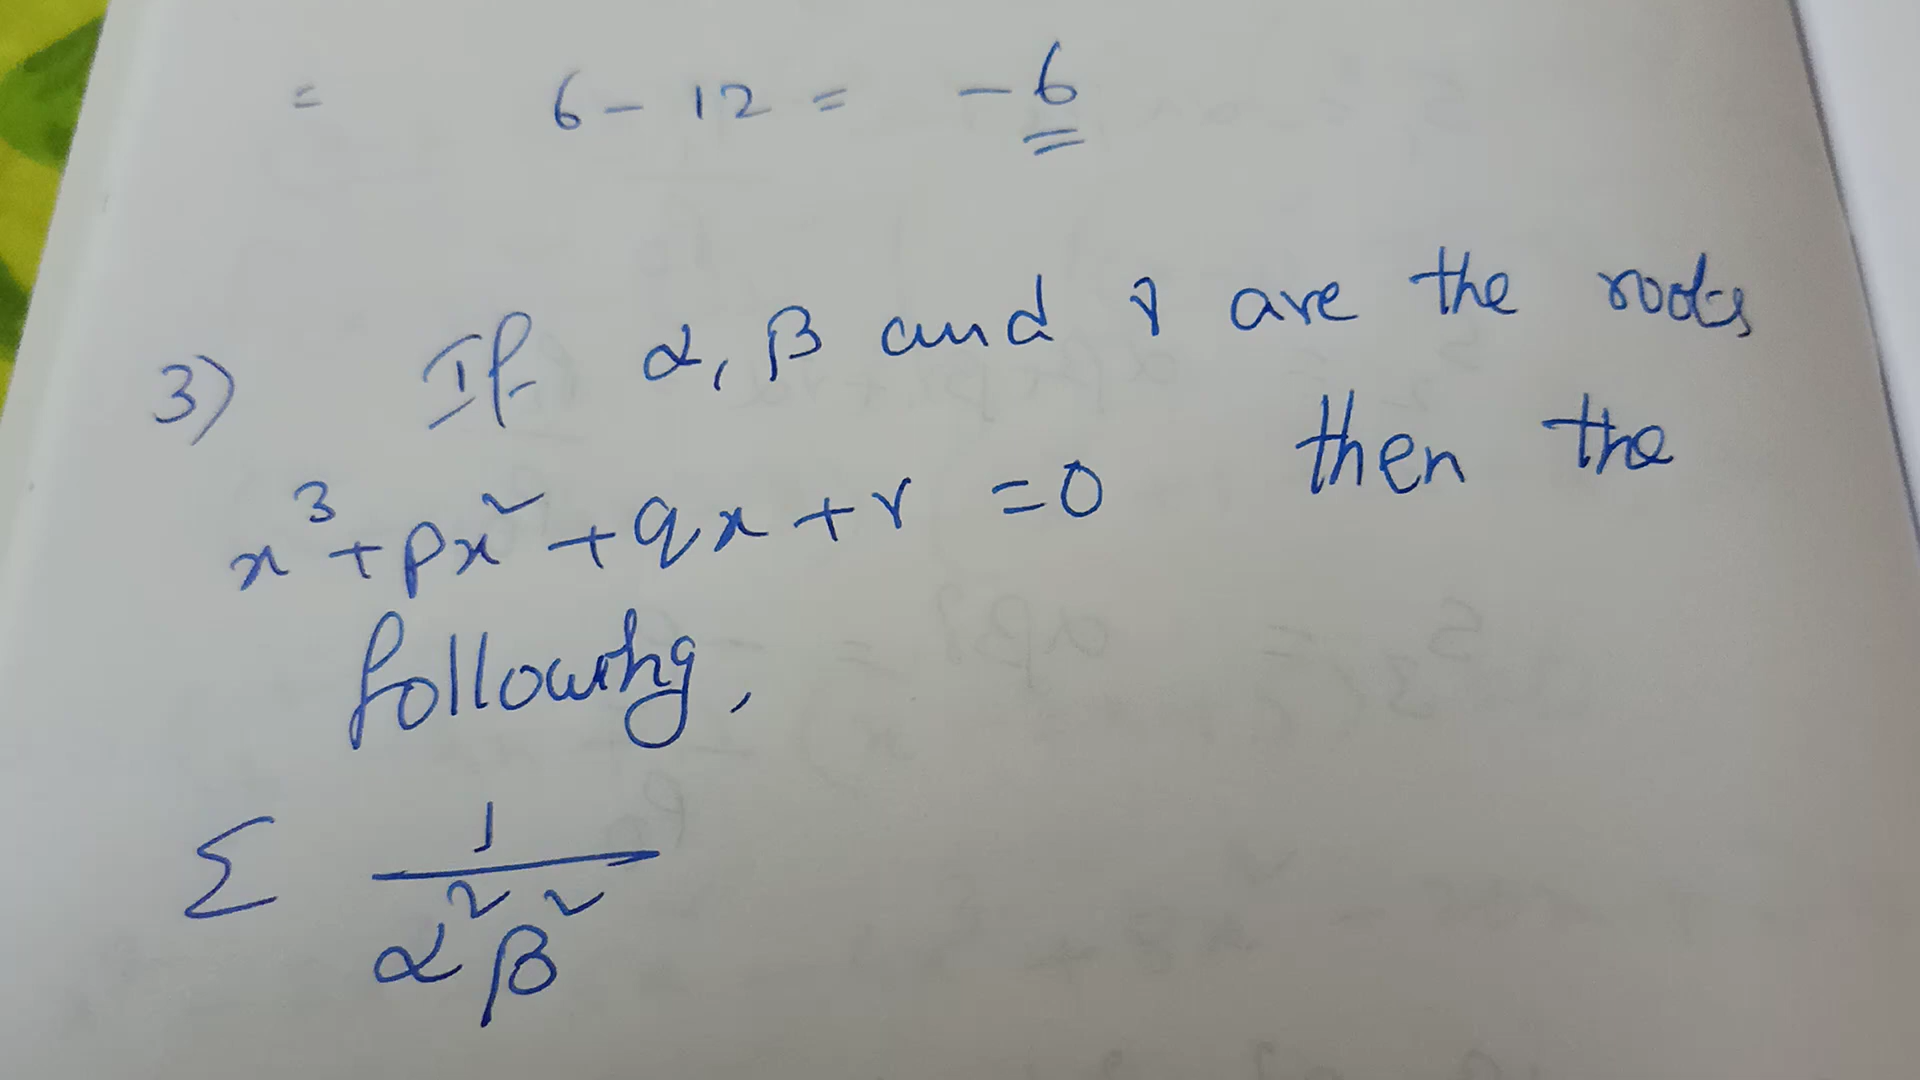 = 6 - 12 = -6
3) If α, β and γ are the roots
x³ + px² + qx + r = 0 then the
following,
Σ 1/α²β²